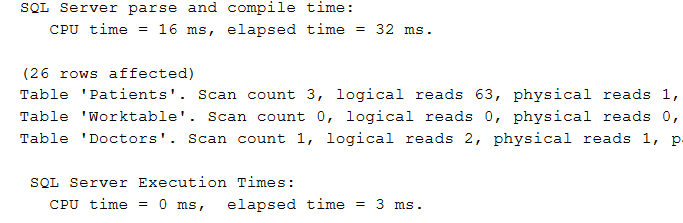 SQL Server parse and compile time:
CPU time = 16 ms, elapsed time = 32 ms.
(26 rows affected)
Table 'Patients'. Scan count 3, logical reads 63, physical reads 1,
Table 'Worktable'. Scan count 0, logical reads 0, physical reads 0,
Table 'Doctors'. Scan count 1, logical reads 2, physical reads 1, p
SQL Server Execution Times:
CPU time = 0 ms, elapsed time = 3 ms.